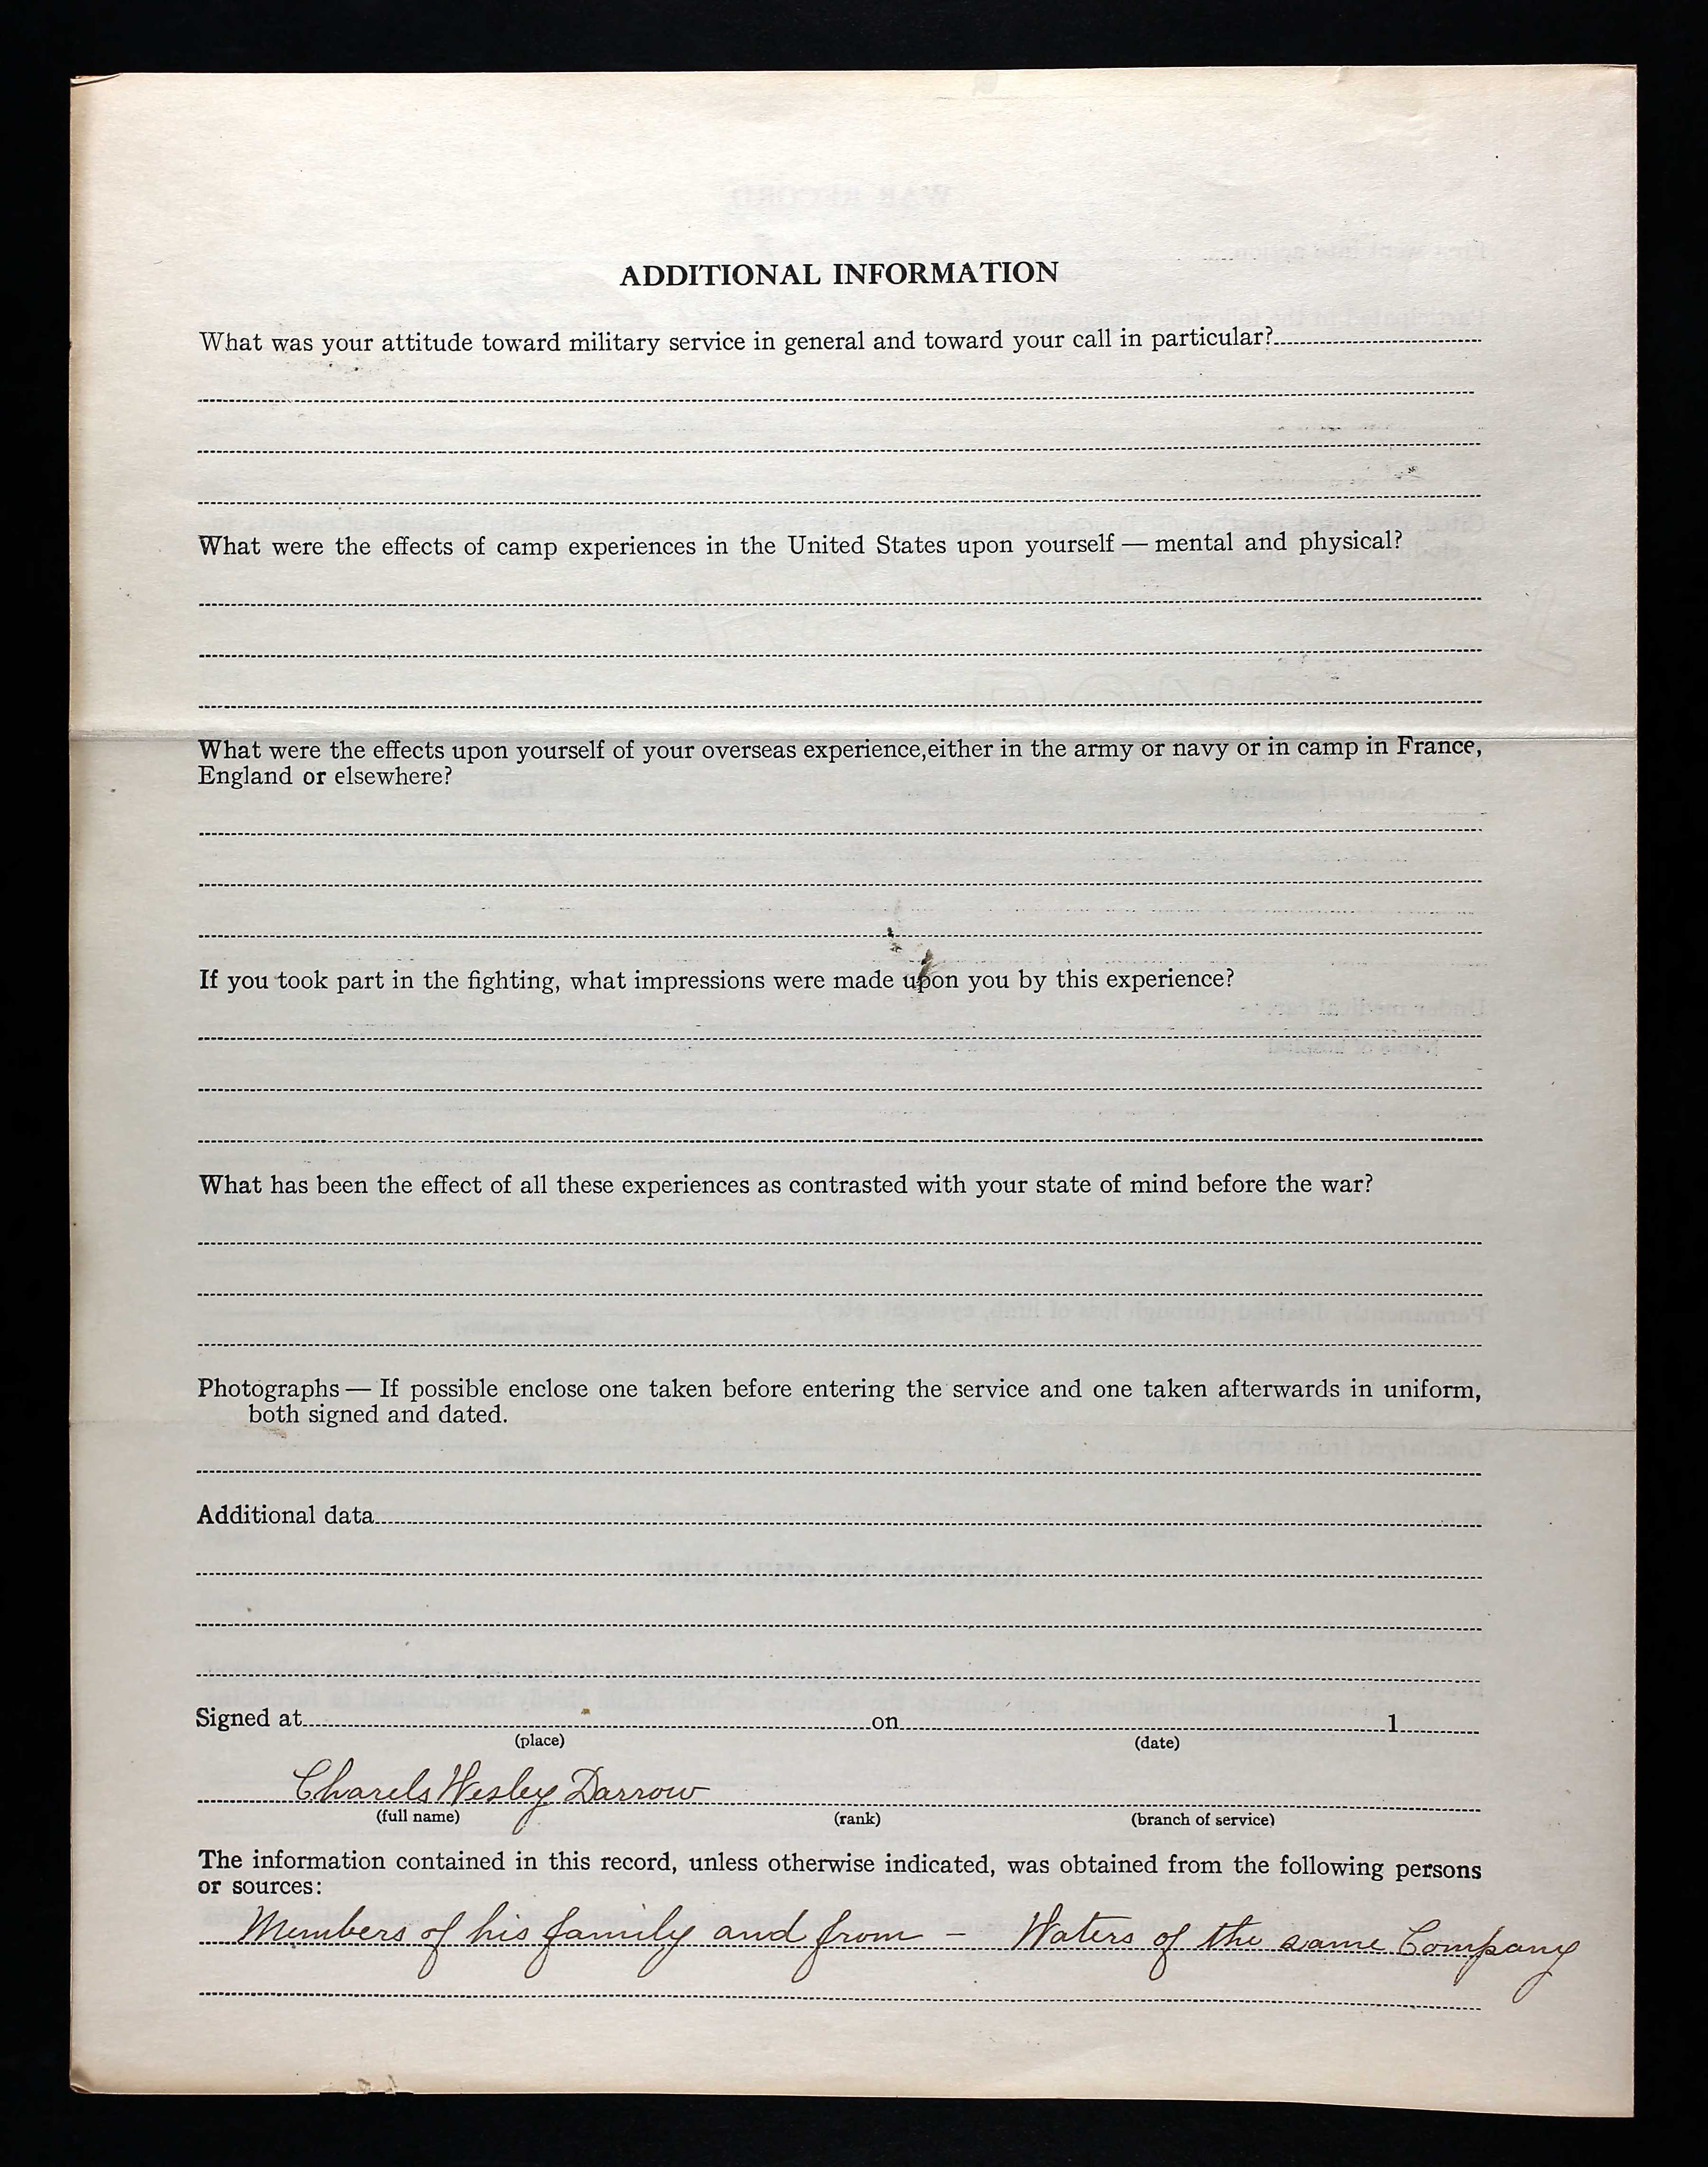 ADDITIONAL INFORMATION
What was your attitude toward military service in general and toward your call in particular?
What were the effects of camp experiences in the United States upon yourself — mental and physical?
What were the effects upon yourself of your overseas experience, either in the army or navy or in camp in France,
England or elsewhere?
If you took part in the fighting, what impressions were made upon you by this experience?
What has been the effect of all these experiences as contrasted with your state of mind before the war?
Photographs — If possible enclose one taken before entering the service and one taken afterwards in uniform,
both signed and dated.
Additional data
Signed at on 1
(place) (date)
Charels Wesley Darrow
(full name) (rank) (branch of service)
The information contained in this record, unless otherwise indicated, was obtained from the following persons
or sources:
Members of his family and from – Waters of the same Company